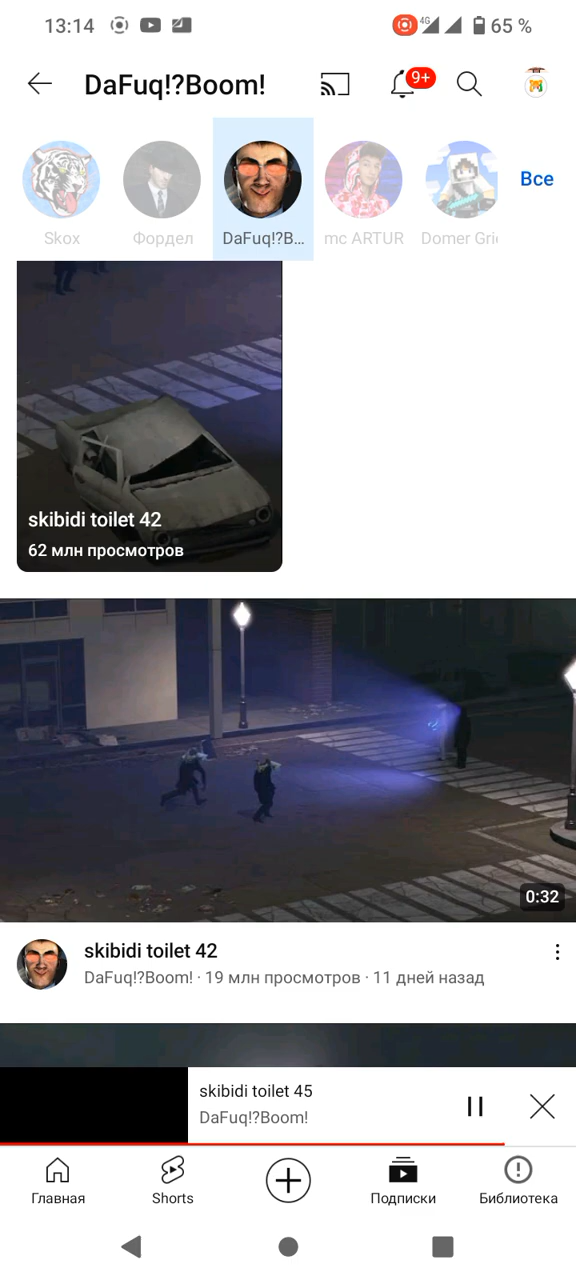 13:14
4G
65 %
DaFuq!?Boom!
9+
Skox
Фордел
DaFuq!?B...
mc ARTUR
Domer Gri
Все
skibidi toilet 42
62 млн просмотров
0:32
skibidi toilet 42
DaFuq!?Boom! · 19 млн просмотров · 11 дней назад
skibidi toilet 45
DaFuq!?Boom!
Главная
Shorts
Подписки
Библиотека